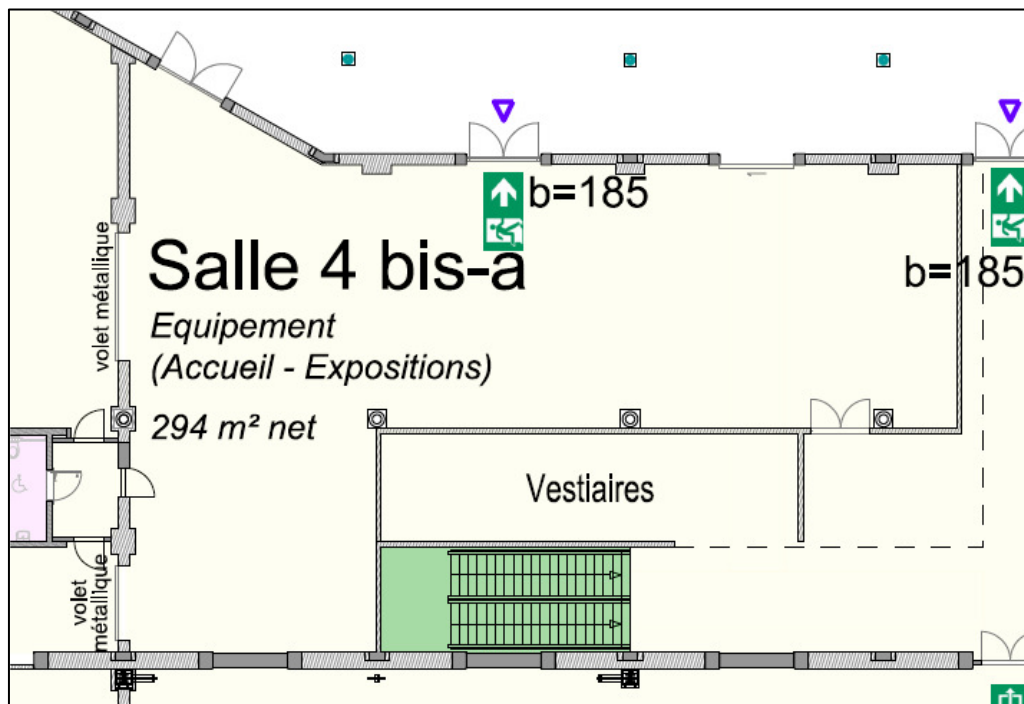 b=185
b=185
Salle 4 bis-a
Equipement
(Accueil - Expositions)
294 m² net
volet métallique
Vestiaires
volet
métallique